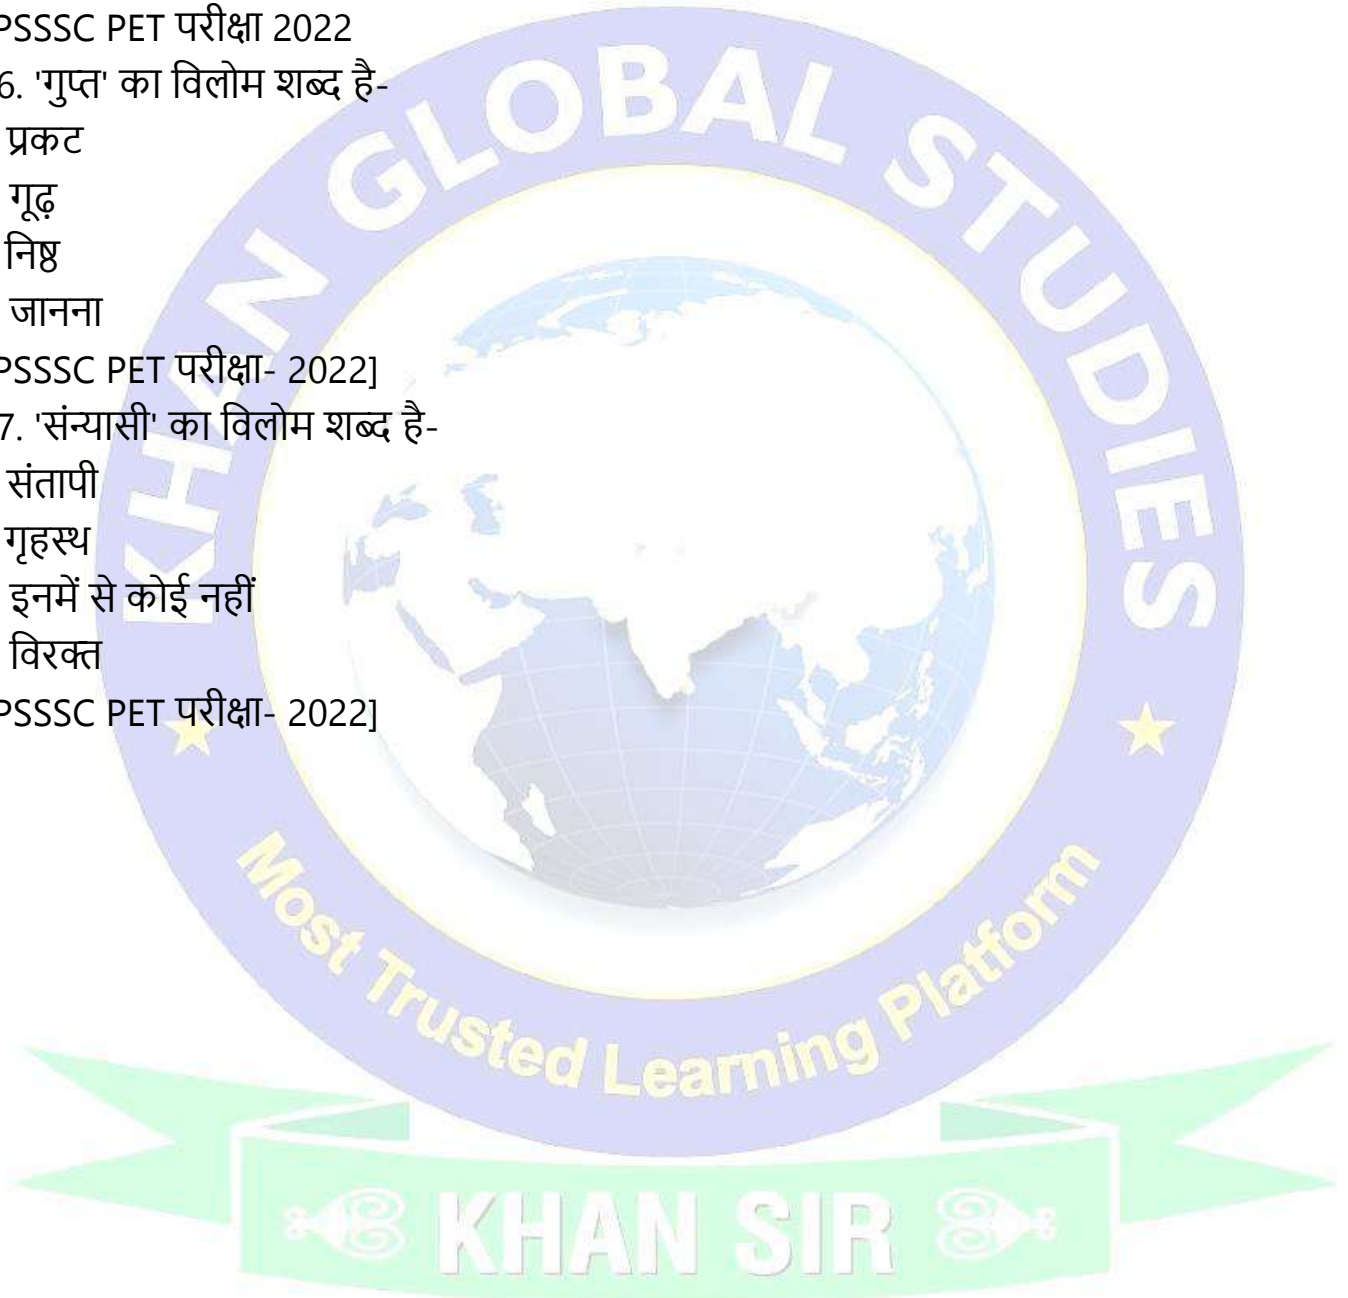 PSSSC PET परीक्षा 2022
6. 'गुप्त' का विलोम शब्द है-
प्रकट
गूढ़
निष्ठ
जानना
PSSSC PET परीक्षा- 2022]
7. 'संन्यासी' का विलोम शब्द है-
संतापी
गृहस्थ
इनमें से कोई नहीं
विरक्त
PSSSC PET परीक्षा- 2022]
KHAN GLOBAL STUDIES
Most Trusted Learning Platform
KHAN SIR